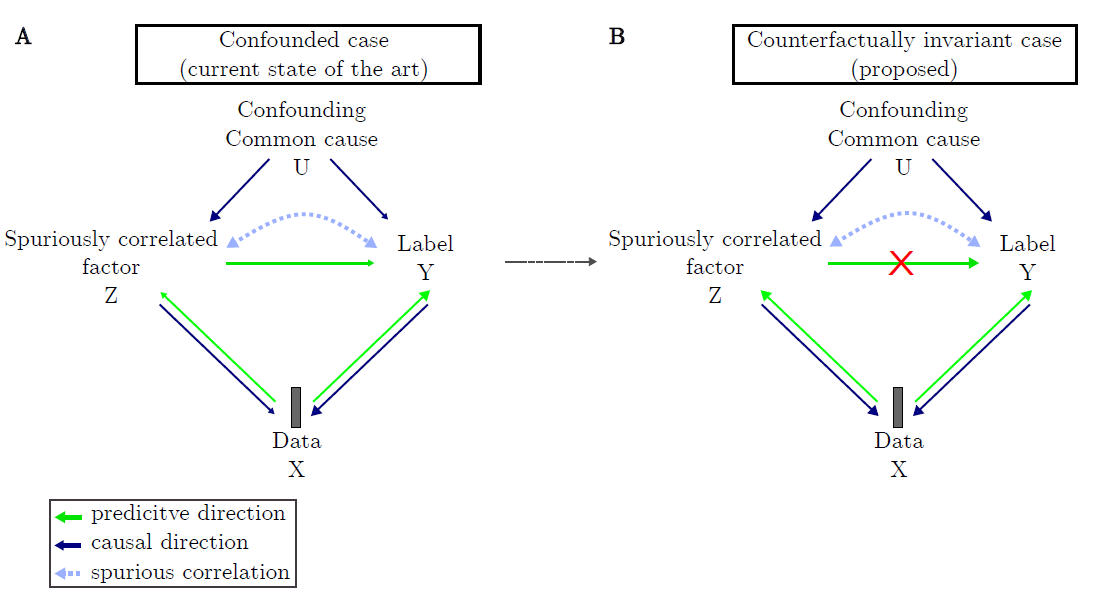 A
Confounded case
(current state of the art)
Confounding
Common cause
U
Spuriously correlated
factor
Z
Label
Y
Data
X
B
Counterfactually invariant case
(proposed)
Confounding
Common cause
U
Spuriously correlated
factor
Z
Label
Y
Data
X
predicitve direction
causal direction
spurious correlation